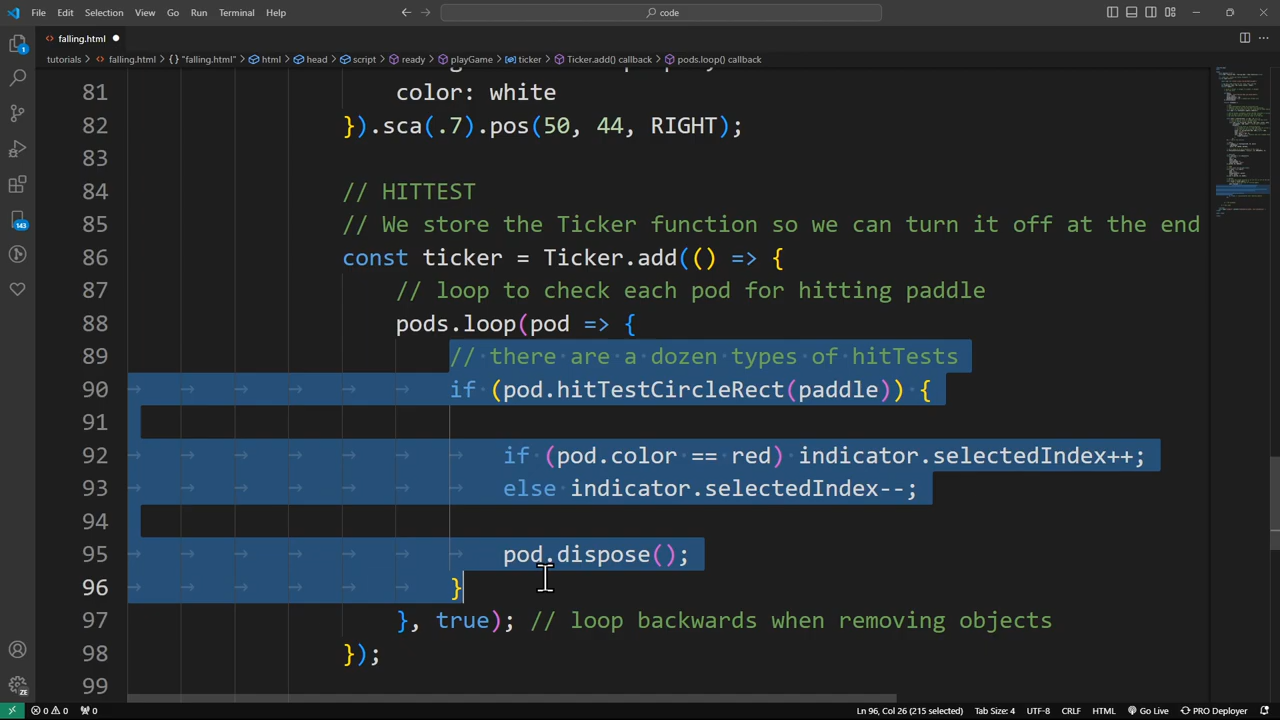 File Edit Selection View Go Run Terminal Help
code
falling.html
tutorials > falling.html > "falling.html" > html > head > script > ready > playGame > ticker > Ticker.add() callback > pods.loop() callback
81 color: white
82 }).sca(.7).pos(50, 44, RIGHT);
83
84 // HITTEST
85 // We store the Ticker function so we can turn it off at the end
86 const ticker = Ticker.add(() => {
87 // loop to check each pod for hitting paddle
88 pods.loop(pod => {
89 // there are a dozen types of hitTests
90 if (pod.hitTestCircleRect(paddle)) {
91
92 if (pod.color == red) indicator.selectedIndex++;
93 else indicator.selectedIndex--;
94
95 pod.dispose();
96 }
97 }, true); // loop backwards when removing objects
98 });
99
1
143
ZE
0 0 0 Ln 96, Col 26 (215 selected) Tab Size: 4 UTF-8 CRLF HTML Go Live PRO Deployer